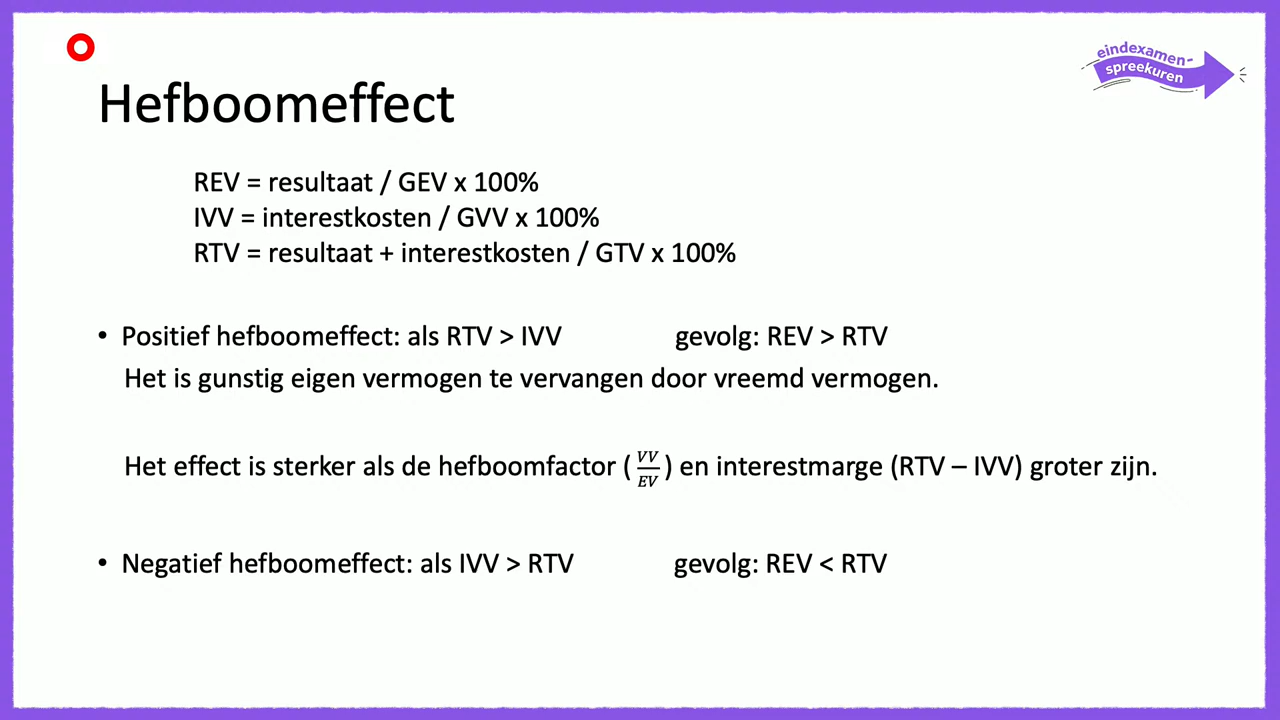 eindexamen-
spreekuren
Hefboomeffect
REV = resultaat / GEV x 100%
IVV = interestkosten / GVV x 100%
RTV = resultaat + interestkosten / GTV x 100%
• Positief hefboomeffect: als RTV > IVV gevolg: REV > RTV
Het is gunstig eigen vermogen te vervangen door vreemd vermogen.
Het effect is sterker als de hefboomfactor (VV/EV) en interestmarge (RTV – IVV) groter zijn.
• Negatief hefboomeffect: als IVV > RTV gevolg: REV < RTV